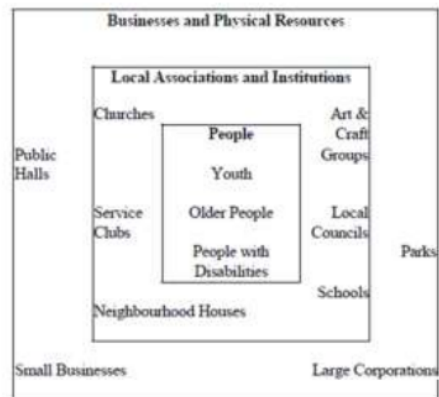 Businesses and Physical Resources
Local Associations and Institutions
Churches
Art &
Craft
Groups
People
Public
Halls
Youth
Service
Clubs
Older People
Local
Councils
People with
Disabilities
Parks
Schools
Neighbourhood Houses
Small Businesses
Large Corporations